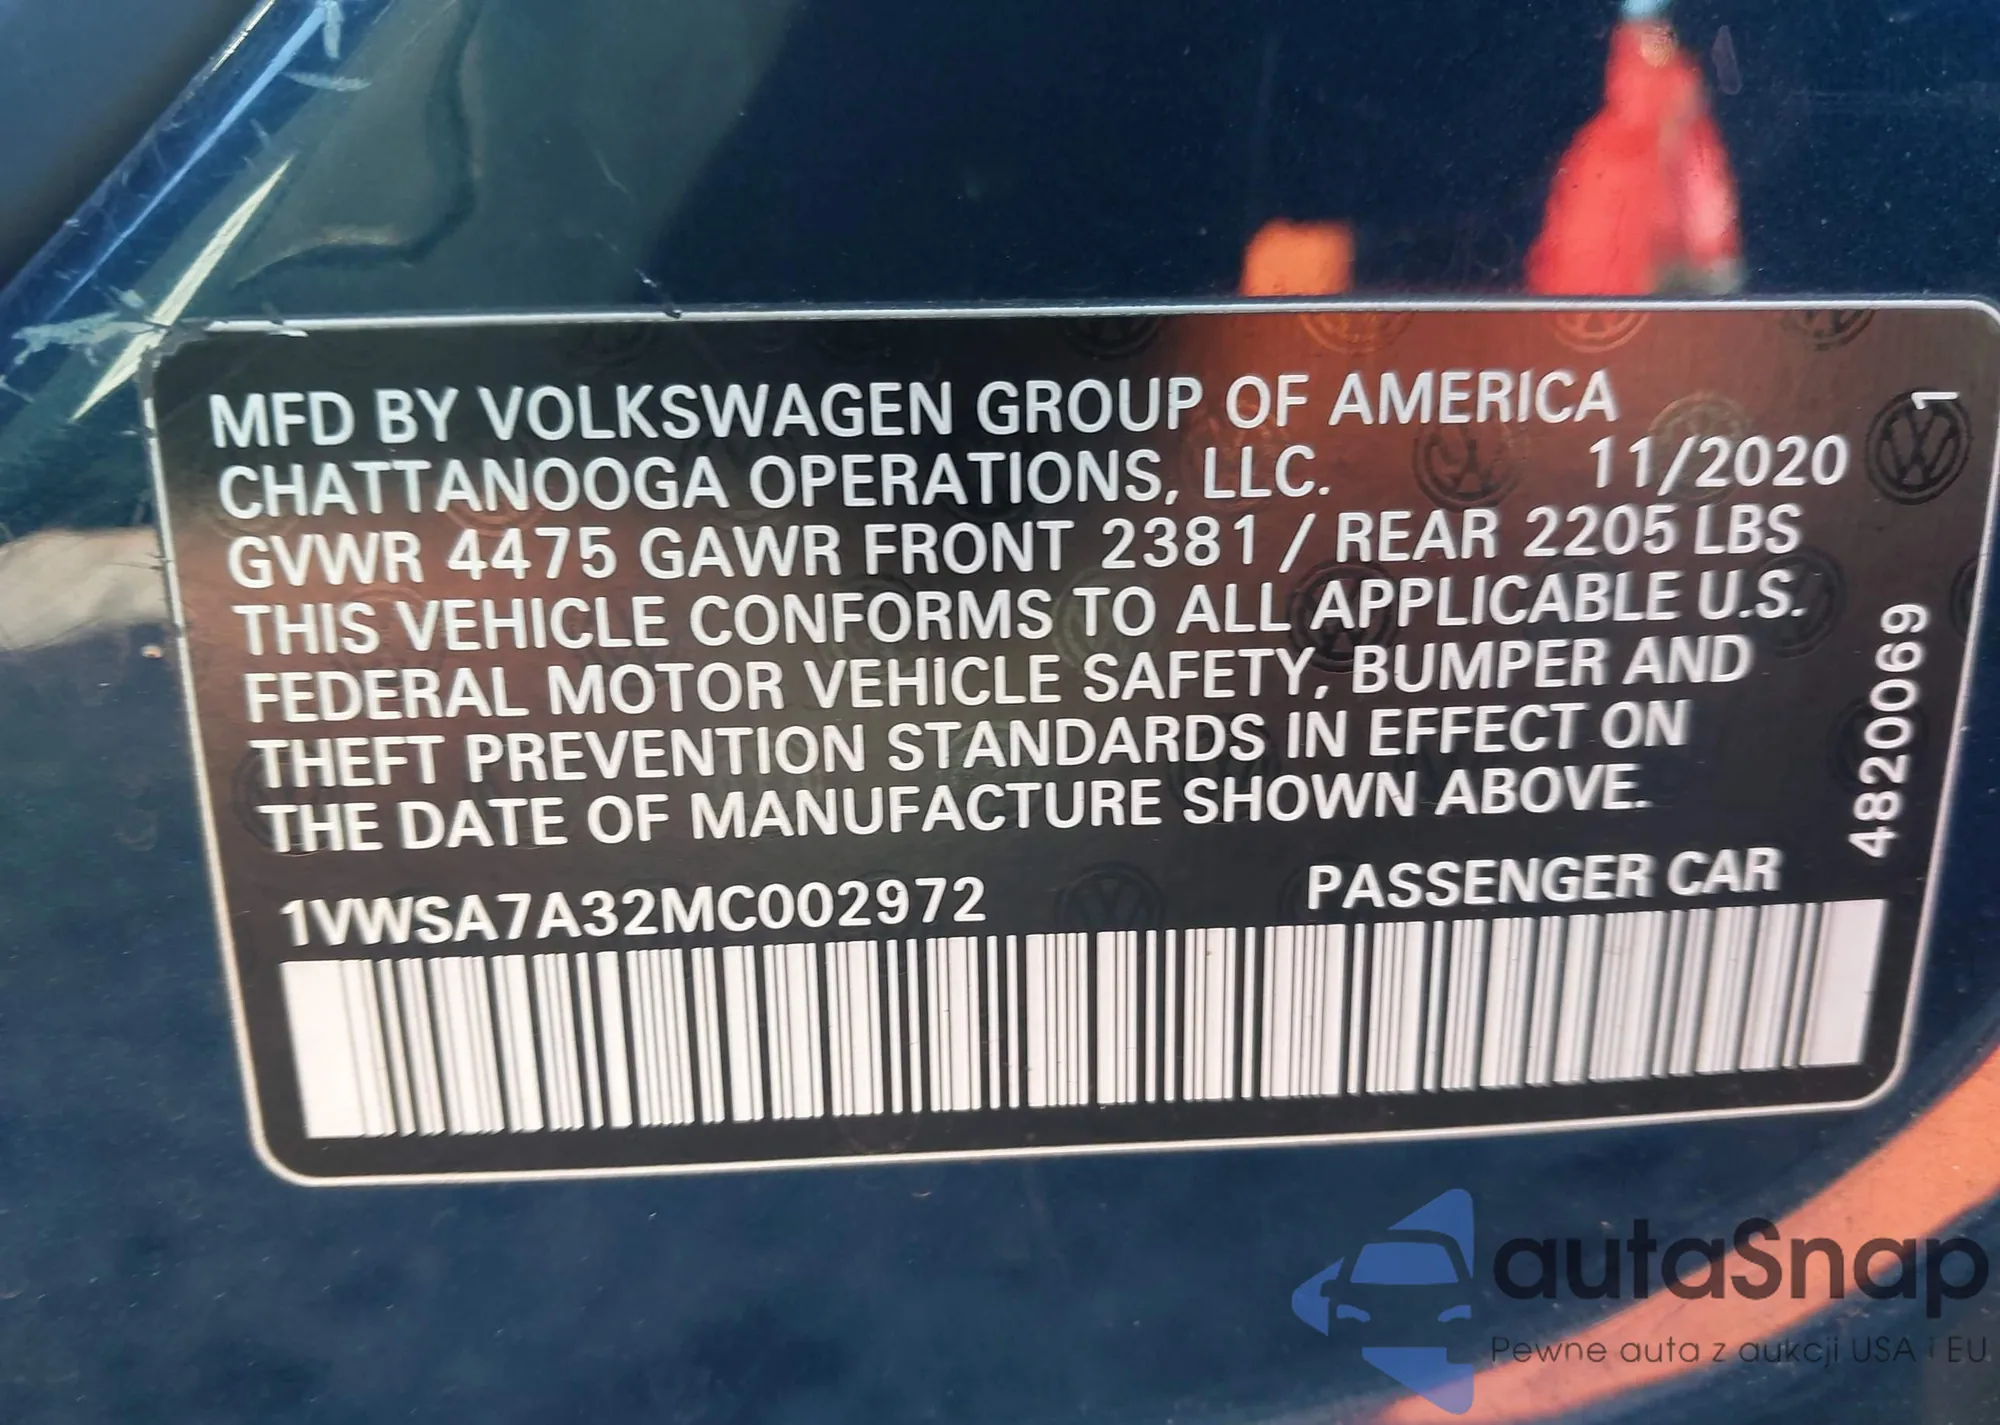 MFD BY VOLKSWAGEN GROUP OF AMERICA
CHATTANOOGA OPERATIONS, LLC. 11/2020
GVWR 4475 GAWR FRONT 2381 / REAR 2205 LBS
THIS VEHICLE CONFORMS TO ALL APPLICABLE U.S.
FEDERAL MOTOR VEHICLE SAFETY, BUMPER AND
THEFT PREVENTION STANDARDS IN EFFECT ON
THE DATE OF MANUFACTURE SHOWN ABOVE.
1VWSA7A32MC002972 PASSENGER CAR
4820069 1
autaSnap
Pewne auta z aukcji USA i EU